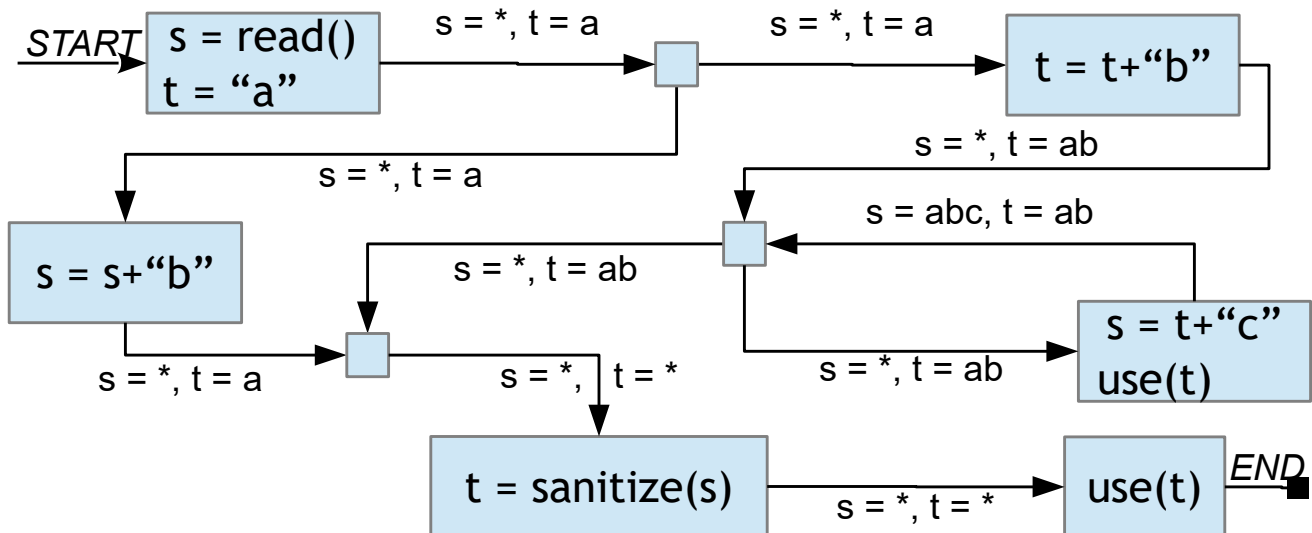 START
s = read()
t = “a”
s = *, t = a
s = *, t = a
t = t+“b”
s = *, t = a
s = *, t = ab
s = abc, t = ab
s = s+“b”
s = *, t = ab
s = t+“c”
use(t)
s = *, t = a
s = *, t = *
s = *, t = ab
t = sanitize(s)
s = *, t = *
use(t)
END